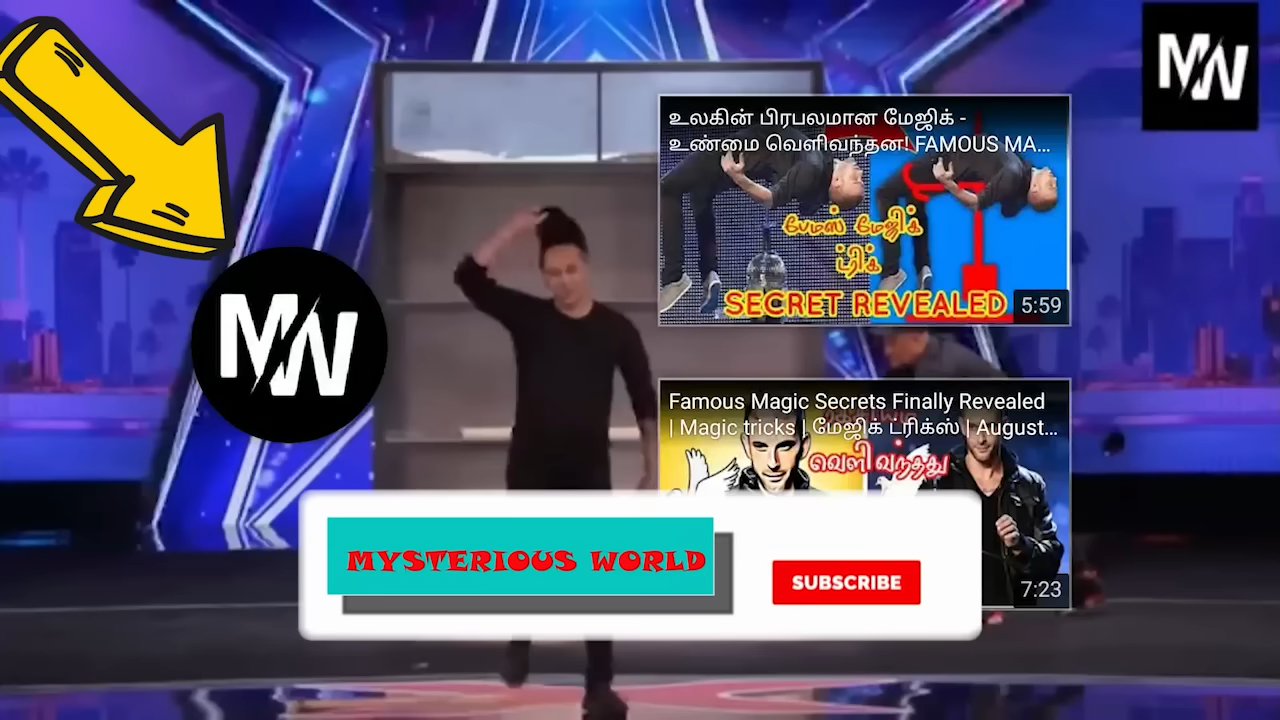 MW
உலகின் பிரபலமான மேஜிக் -
உண்மை வெளிவந்தன! FAMOUS MA...
பேமஸ் மேஜிக்
ட்ரிக்
SECRET REVEALED
5:59
MW
Famous Magic Secrets Finally Revealed
| Magic tricks | மேஜிக் ட்ரிக்ஸ் | August...
வெளிவந்தது
7:23
MYSTERIOUS WORLD
SUBSCRIBE